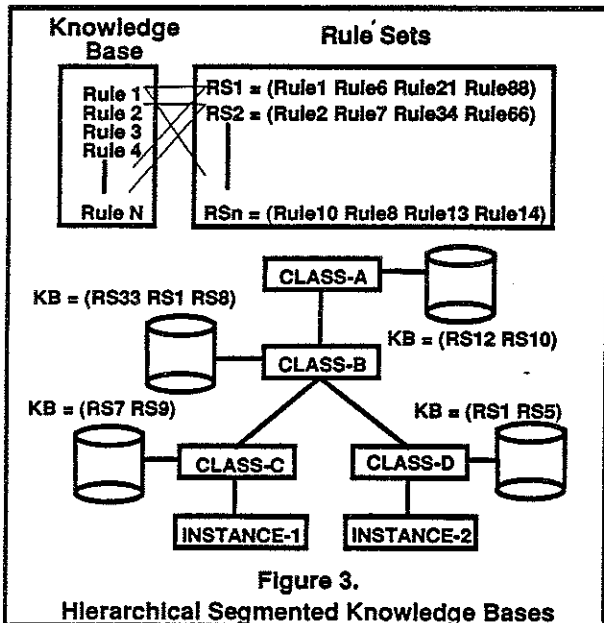 Knowledge
Base
Rule Sets
Rule 1
Rule 2
Rule 3
Rule 4
Rule N
RS1 = (Rule1 Rule6 Rule21 Rule88)
RS2 = (Rule2 Rule7 Rule34 Rule66)
RSn = (Rule10 Rule8 Rule13 Rule14)
CLASS-A
KB = (RS33 RS1 RS8)
KB = (RS12 RS10)
CLASS-B
KB = (RS7 RS9)
KB = (RS1 RS5)
CLASS-C
CLASS-D
INSTANCE-1
INSTANCE-2
Figure 3.
Hierarchical Segmented Knowledge Bases